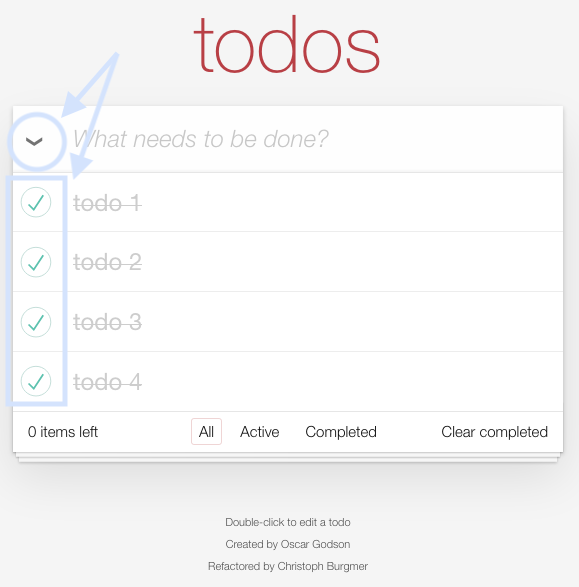 todos
What needs to be done?
todo 1
todo 2
todo 3
todo 4
0 items left All Active Completed Clear completed
Double-click to edit a todo
Created by Oscar Godson
Refactored by Christoph Burgmer